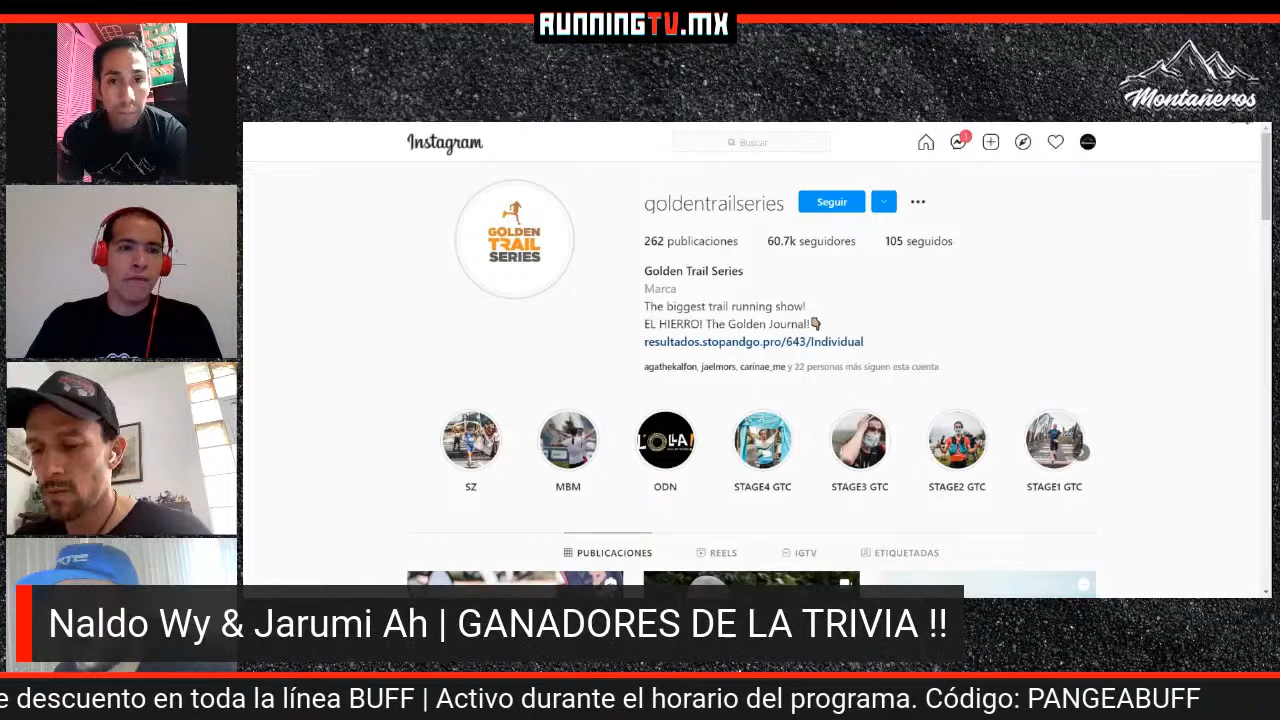 RUNNINGTV.MX
Montañeros
Instagram
Buscar
1
goldentrailseries
Seguir
262 publicaciones 60.7k seguidores 105 seguidos
GOLDEN
TRAIL
SERIES
Golden Trail Series
Marca
The biggest trail running show!
EL HIERRO! The Golden Journal!
resultados.stopandgo.pro/643/Individual
agathekalfon, jaelmors, carinae_me y 22 personas más siguen esta cuenta
SZ MBM ODN STAGE4 GTC STAGE3 GTC STAGE2 GTC STAGE1 GTC
PUBLICACIONES REELS IGTV ETIQUETADAS
Naldo Wy & Jarumi Ah | GANADORES DE LA TRIVIA !!
e descuento en toda la línea BUFF | Activo durante el horario del programa. Código: PANGEABUFF